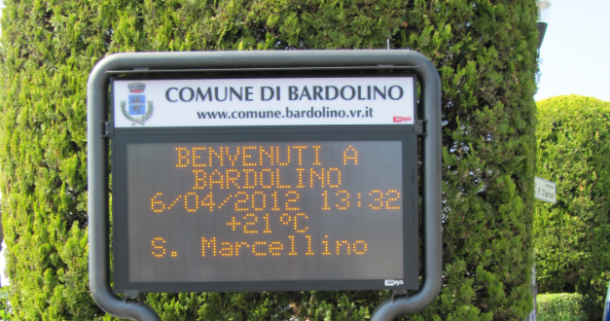 COMUNE DI BARDOLINO
www.comune.bardolino.vr.it
BENVENUTI A
BARDOLINO
6/04/2012 13:32
+21°C
S. Marcellino